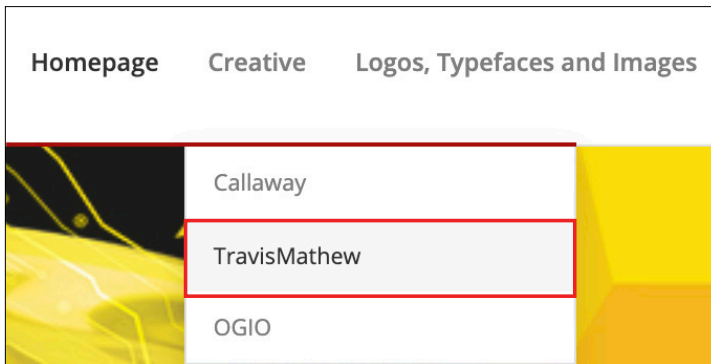 Homepage Creative Logos, Typefaces and Images
Callaway
TravisMathew
OGIO